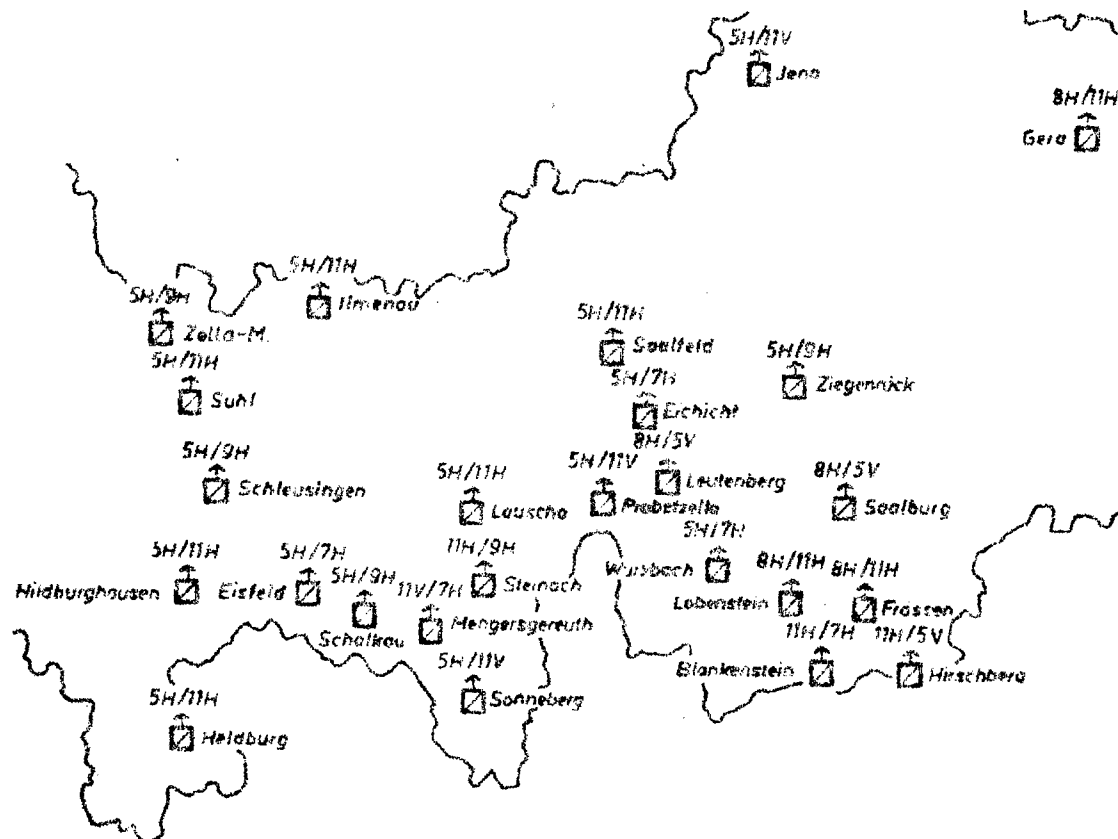 5H/11V
Jena
8H/11H
Gera
5H/11H
Ilmenau
5H/9H
Zella-M.
5H/11H
Saalfeld
5H/11H
Suhl
5H/9H
Ziegenrück
5H/7H
Eichicht
8H/5V
Leutenberg
5H/9H
Schleusingen
5H/11H
Lauscha
5H/11V
Probstzella
8H/5V
Saalburg
5H/7H
Wurzbach
11H/9H
Steinach
5H/11H
Hildburghausen
5H/7H
Eisfeld
5H/9H
Schalkau
11V/7H
Mengersgereuth
8H/11H
Lobenstein
8H/11H
Frössen
11H/7H
Blankenstein
11H/5V
Hirschberg
5H/11V
Sonneberg
5H/11H
Heldburg